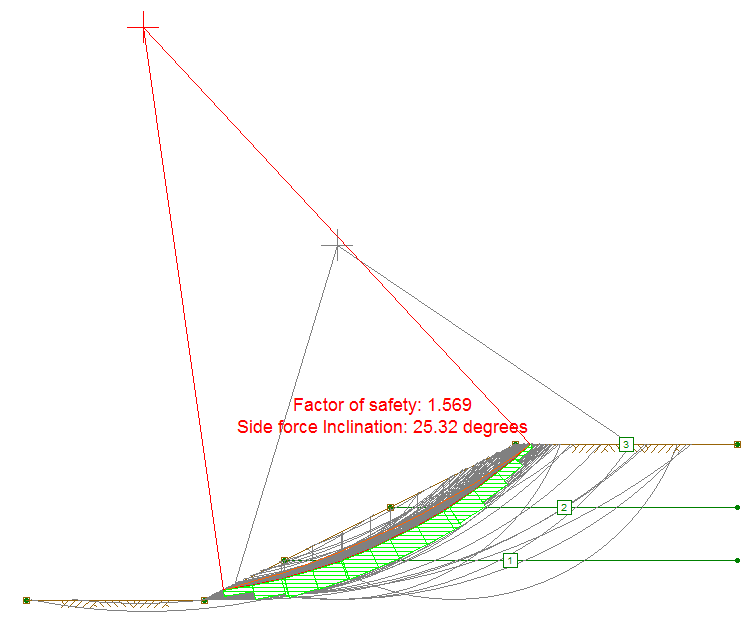 Factor of safety: 1.569
Side force Inclination: 25.32 degrees
3
2
1